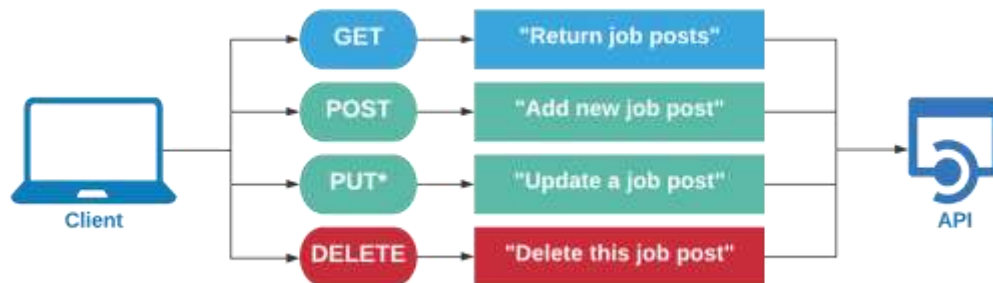 GET
"Return job posts"
POST
"Add new job post"
PUT*
"Update a job post"
Client
API
DELETE
"Delete this job post"